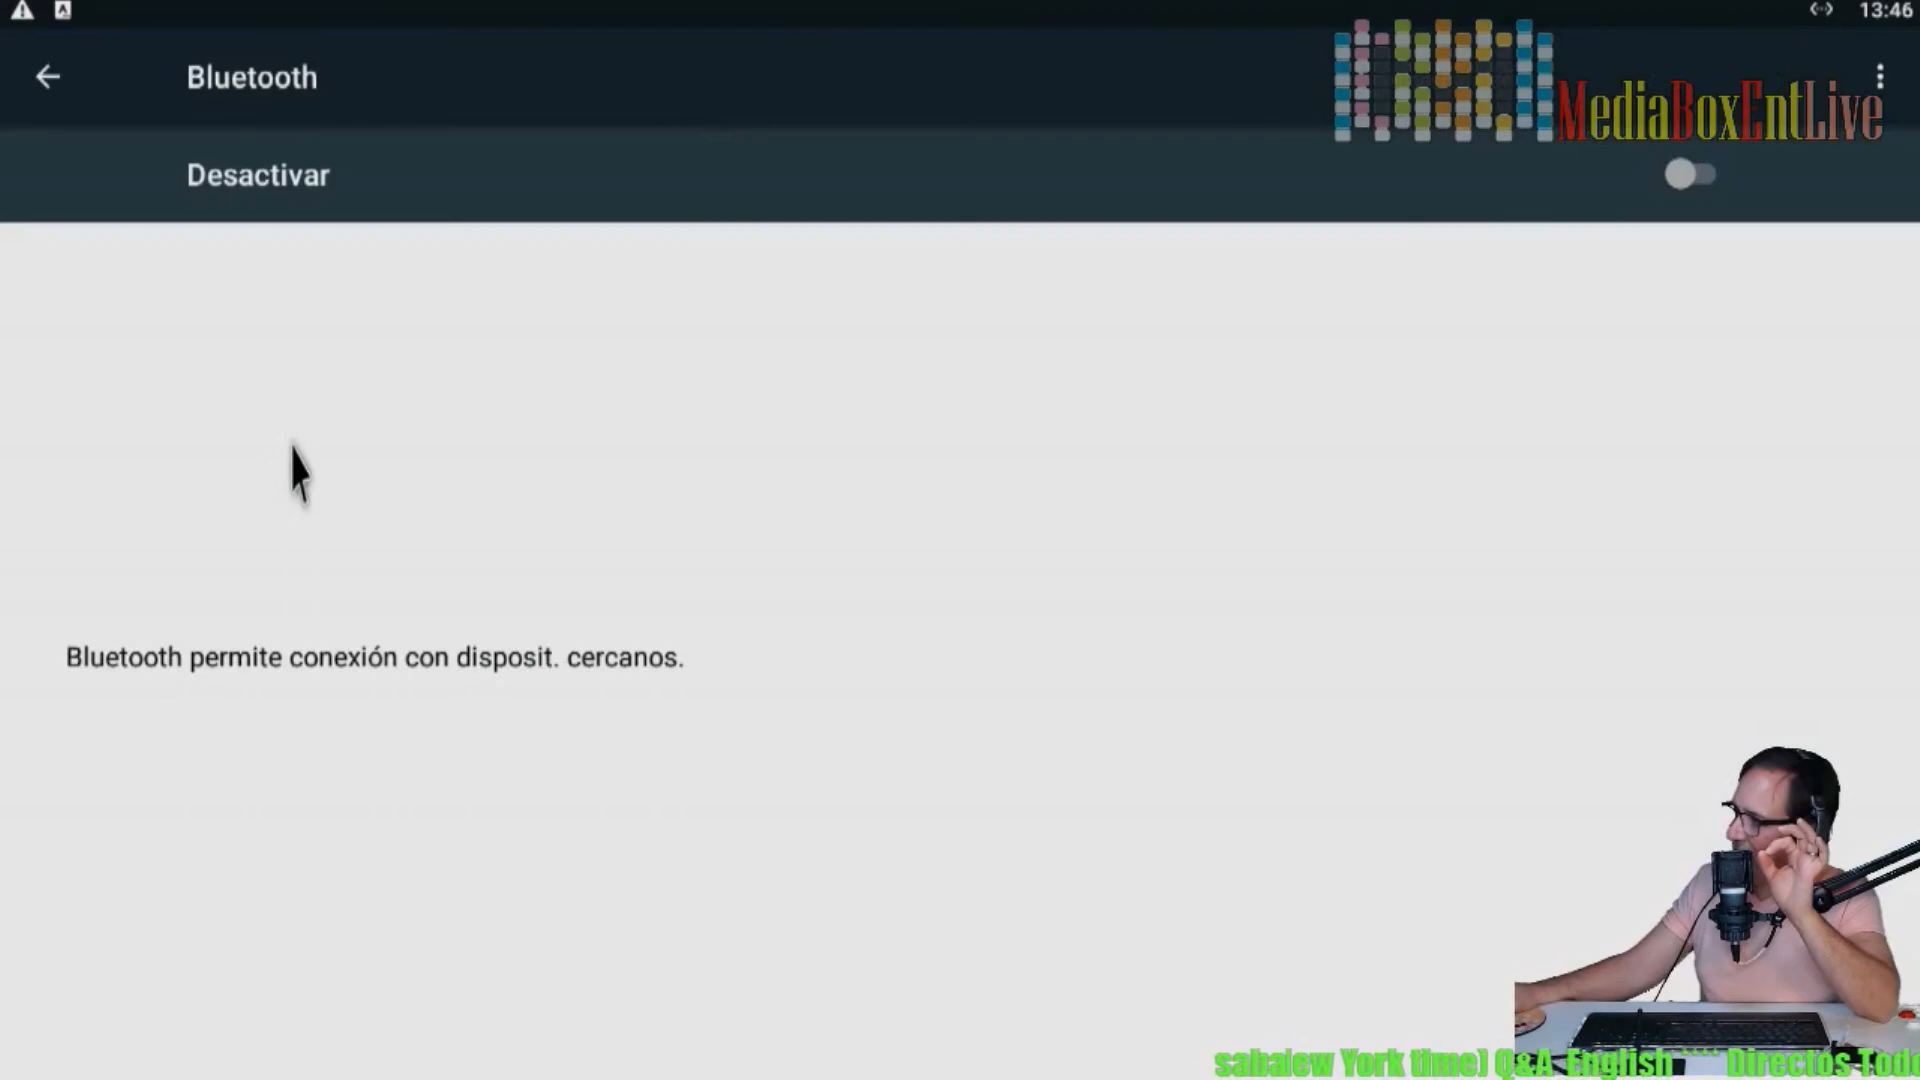 13:46
Bluetooth
MediaBoxEntLive
Desactivar
Bluetooth permite conexión con disposit. cercanos.
York time) Q&A English **** Directos